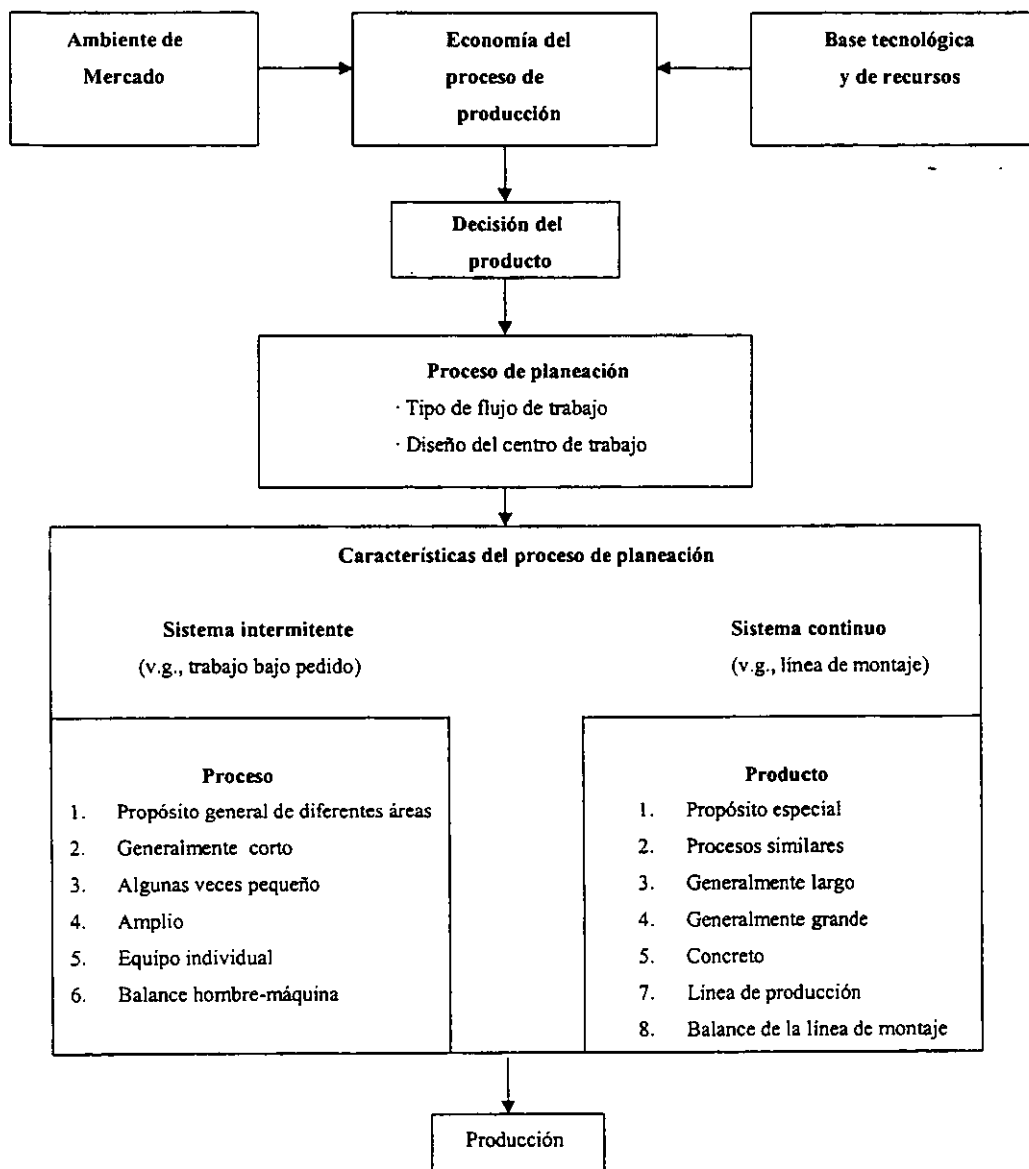 Ambiente de
Mercado
Economía del
proceso de
producción
Base tecnológica
y de recursos
Decisión del
producto
Proceso de planeación
· Tipo de flujo de trabajo
· Diseño del centro de trabajo
Características del proceso de planeación
Sistema intermitente
(v.g., trabajo bajo pedido)
Sistema continuo
(v.g., línea de montaje)
Proceso
1. Propósito general de diferentes áreas
2. Generalmente corto
3. Algunas veces pequeño
4. Amplio
5. Equipo individual
6. Balance hombre-máquina
Producto
1. Propósito especial
2. Procesos similares
3. Generalmente largo
4. Generalmente grande
5. Concreto
7. Línea de producción
8. Balance de la línea de montaje
Producción